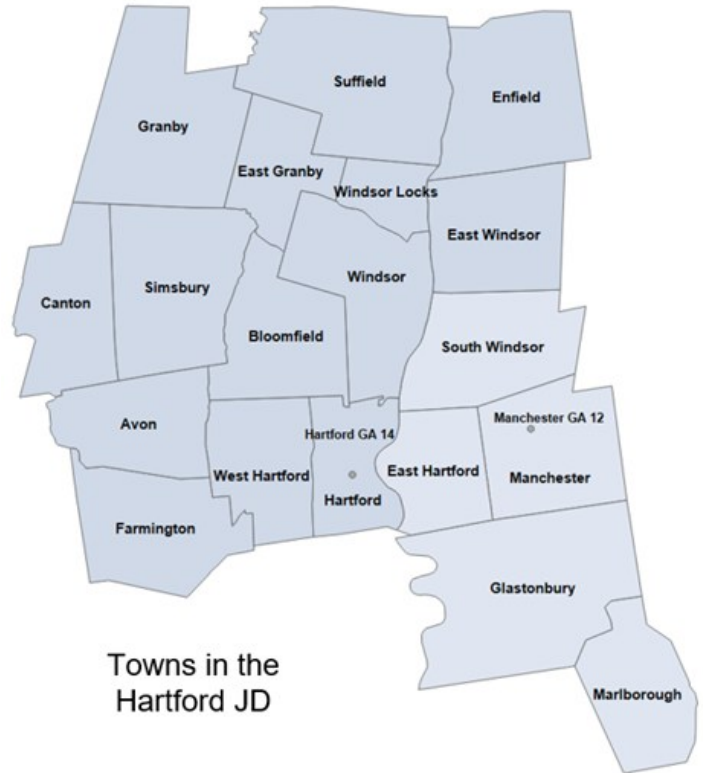 Suffield
Enfield
Granby
East Granby
Windsor Locks
East Windsor
Windsor
Simsbury
Canton
Bloomfield
South Windsor
Avon
Hartford GA 14
Manchester GA 12
West Hartford
East Hartford
Manchester
Hartford
Farmington
Glastonbury
Marlborough
Towns in the
Hartford JD